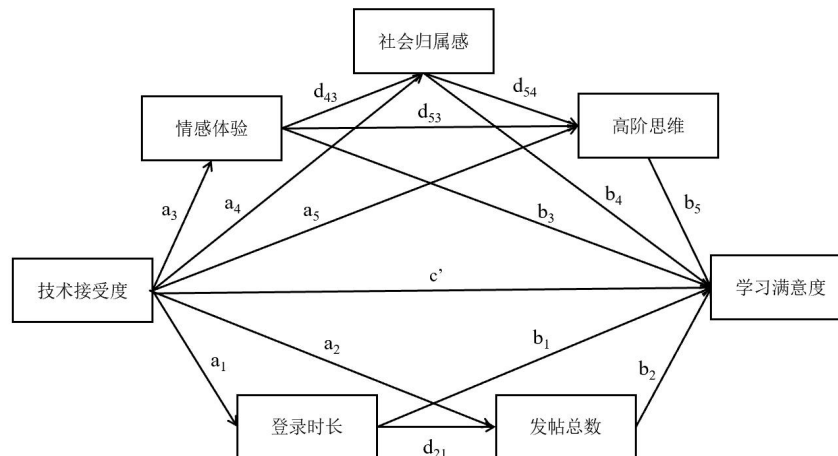 社会归属感
d43
d54
情感体验
d53
高阶思维
a3
a4
a5
b3
b4
b5
技术接受度
c’
学习满意度
a1
a2
b1
b2
登录时长
发帖总数
d21